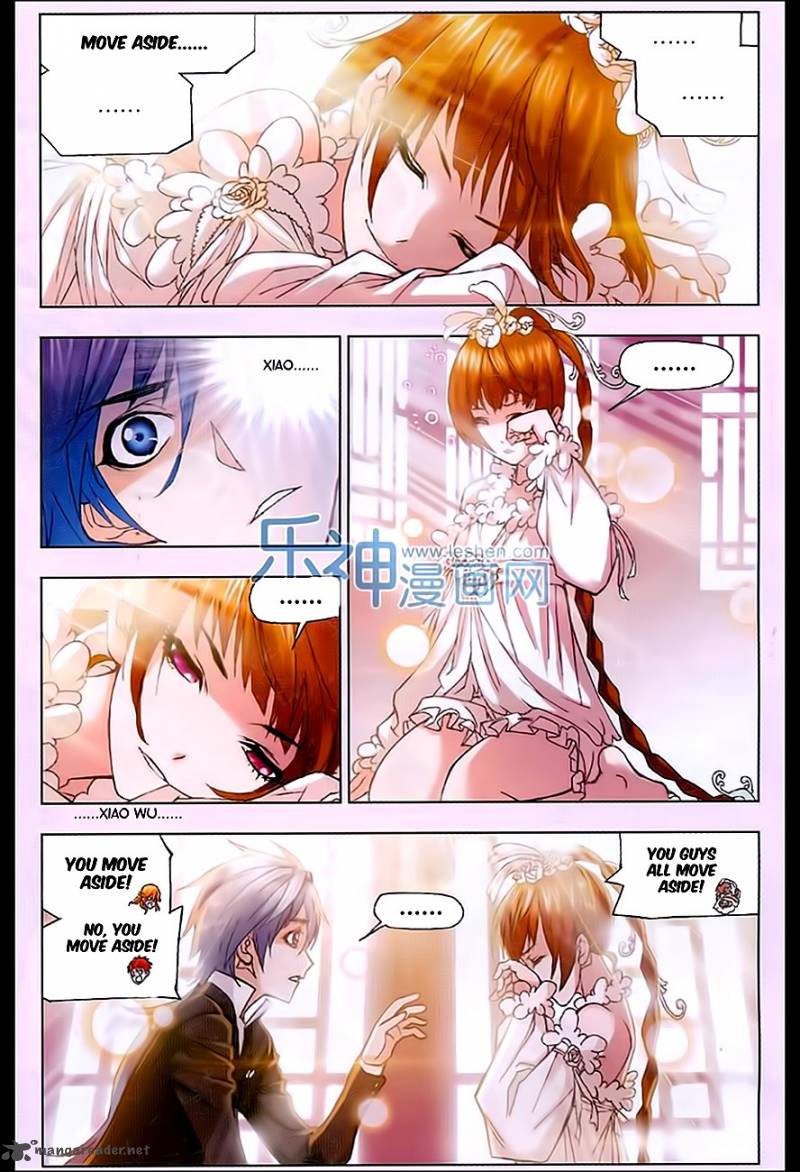 MOVE ASIDE......
......
......
......
XIAO......
......
乐神漫画网
www.leshen.com
......
......XIAO WU......
YOU MOVE
ASIDE!
NO, YOU
MOVE ASIDE!
......
YOU GUYS
ALL MOVE
ASIDE!
mangareader.net